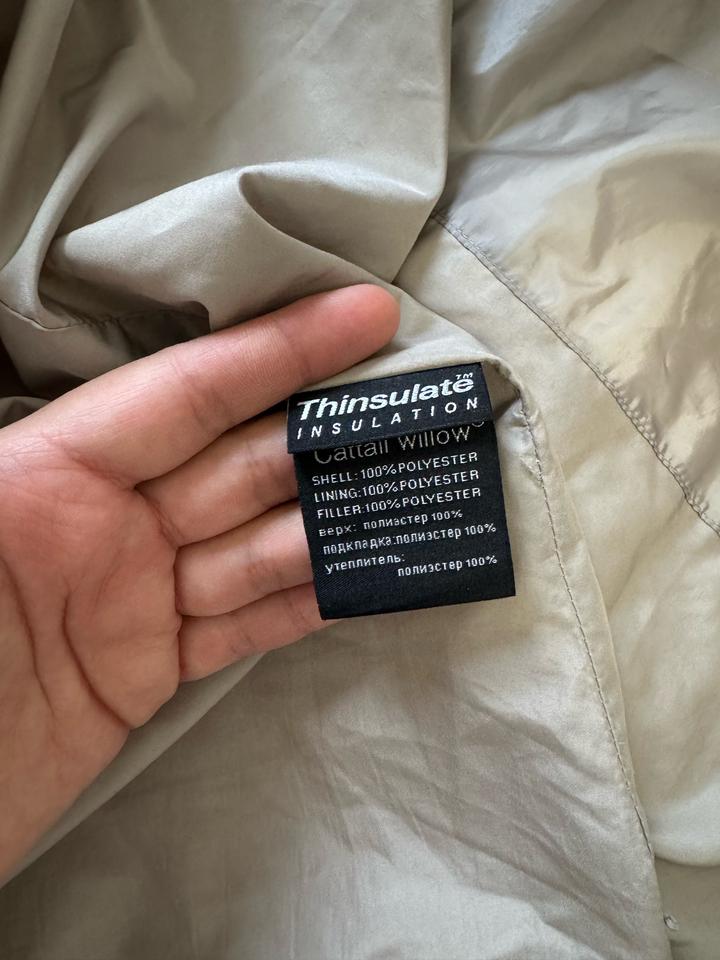 Thinsulate™
INSULATION
Cattail Willow®
SHELL:100%POLYESTER
LINING:100%POLYESTER
FILLER:100%POLYESTER
верх: полиэстер 100%
подкладка:полиэстер 100%
утеплитель:
полиэстер 100%